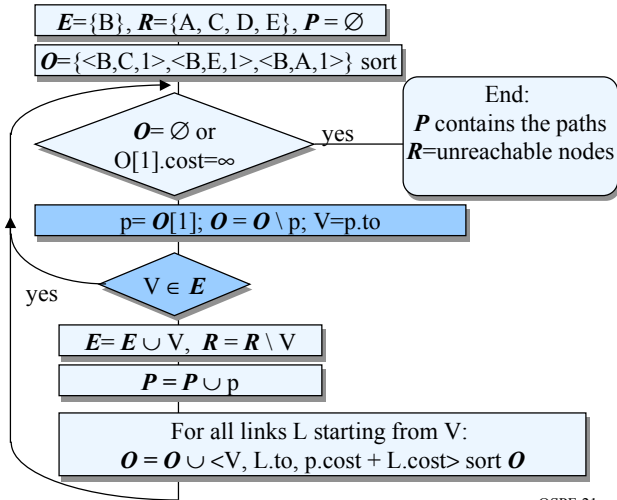 E={B}, R={A, C, D, E}, P = ∅
O={<B,C,1>,<B,E,1>,<B,A,1>} sort
O= ∅ or
O[1].cost=∞
yes
End:
P contains the paths
R=unreachable nodes
p= O[1]; O = O \ p; V=p.to
V ∈ E
yes
E= E ∪ V, R = R \ V
P = P ∪ p
For all links L starting from V:
O = O ∪ <V, L.to, p.cost + L.cost> sort O